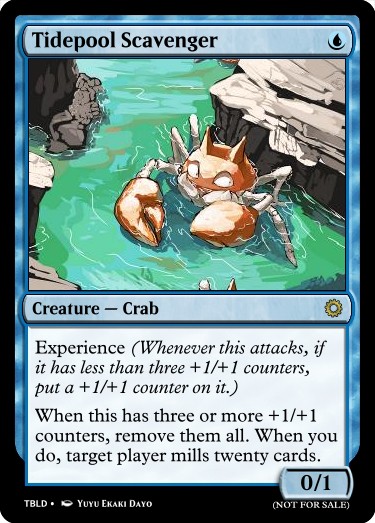 Tidepool Scavenger
Creature — Crab
Experience (Whenever this attacks, if
it has less than three +1/+1 counters,
put a +1/+1 counter on it.)
When this has three or more +1/+1
counters, remove them all. When you
do, target player mills twenty cards.
0/1
TBLD • Yuyu Ekaki Dayo
(NOT FOR SALE)